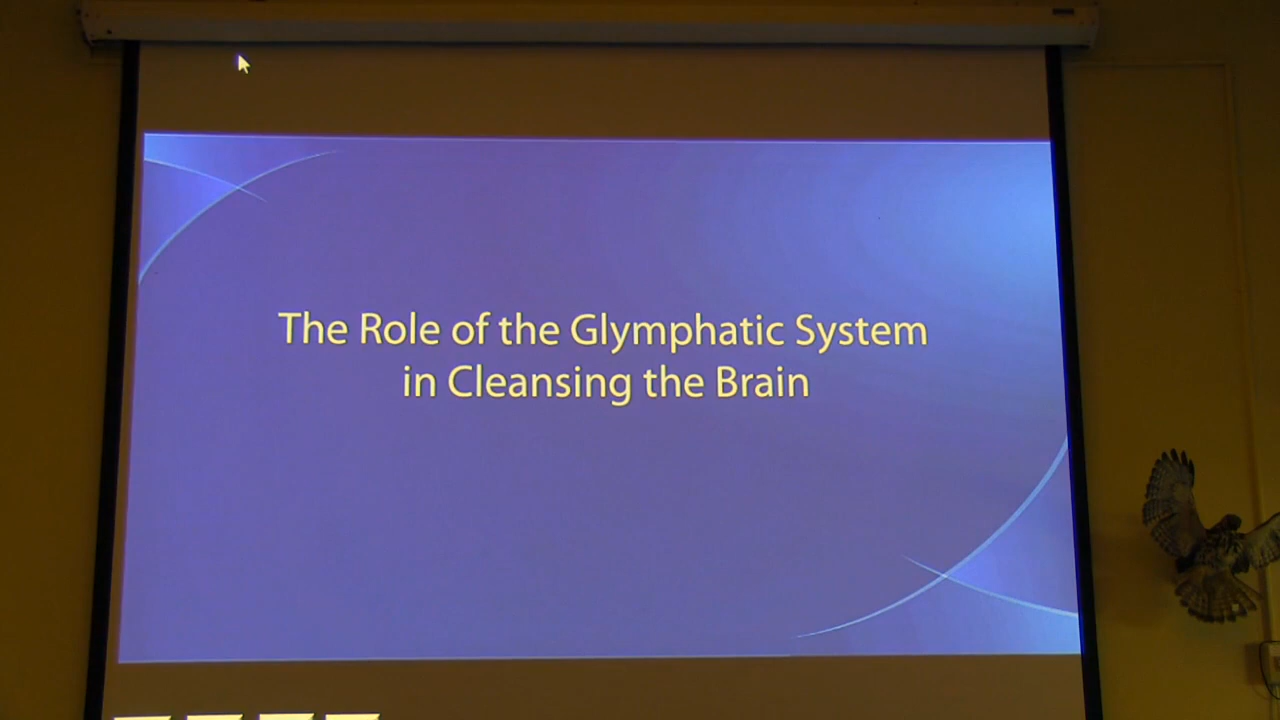 The Role of the Glymphatic System
in Cleansing the Brain